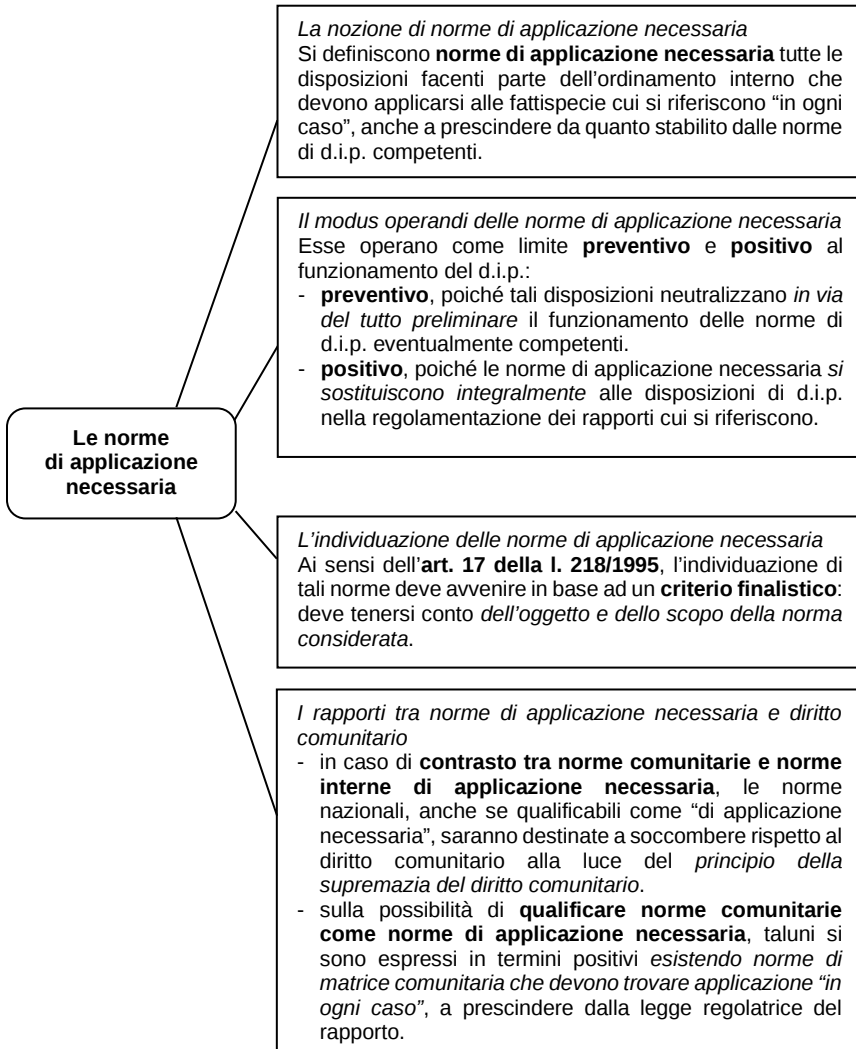 La nozione di norme di applicazione necessaria
Si definiscono norme di applicazione necessaria tutte le
disposizioni facenti parte dell'ordinamento interno che
devono applicarsi alle fattispecie cui si riferiscono “in ogni
caso”, anche a prescindere da quanto stabilito dalle norme
di d.i.p. competenti.
Il modus operandi delle norme di applicazione necessaria
Esse operano come limite preventivo e positivo al
funzionamento del d.i.p.:
- preventivo, poiché tali disposizioni neutralizzano in via
del tutto preliminare il funzionamento delle norme di
d.i.p. eventualmente competenti.
- positivo, poiché le norme di applicazione necessaria si
sostituiscono integralmente alle disposizioni di d.i.p.
nella regolamentazione dei rapporti cui si riferiscono.
Le norme
di applicazione
necessaria
L'individuazione delle norme di applicazione necessaria
Ai sensi dell'art. 17 della l. 218/1995, l'individuazione di
tali norme deve avvenire in base ad un criterio finalistico:
deve tenersi conto dell'oggetto e dello scopo della norma
considerata.
I rapporti tra norme di applicazione necessaria e diritto
comunitario
- in caso di contrasto tra norme comunitarie e norme
interne di applicazione necessaria, le norme
nazionali, anche se qualificabili come “di applicazione
necessaria”, saranno destinate a soccombere rispetto al
diritto comunitario alla luce del principio della
supremazia del diritto comunitario.
- sulla possibilità di qualificare norme comunitarie
come norme di applicazione necessaria, taluni si
sono espressi in termini positivi esistendo norme di
matrice comunitaria che devono trovare applicazione “in
ogni caso”, a prescindere dalla legge regolatrice del
rapporto.